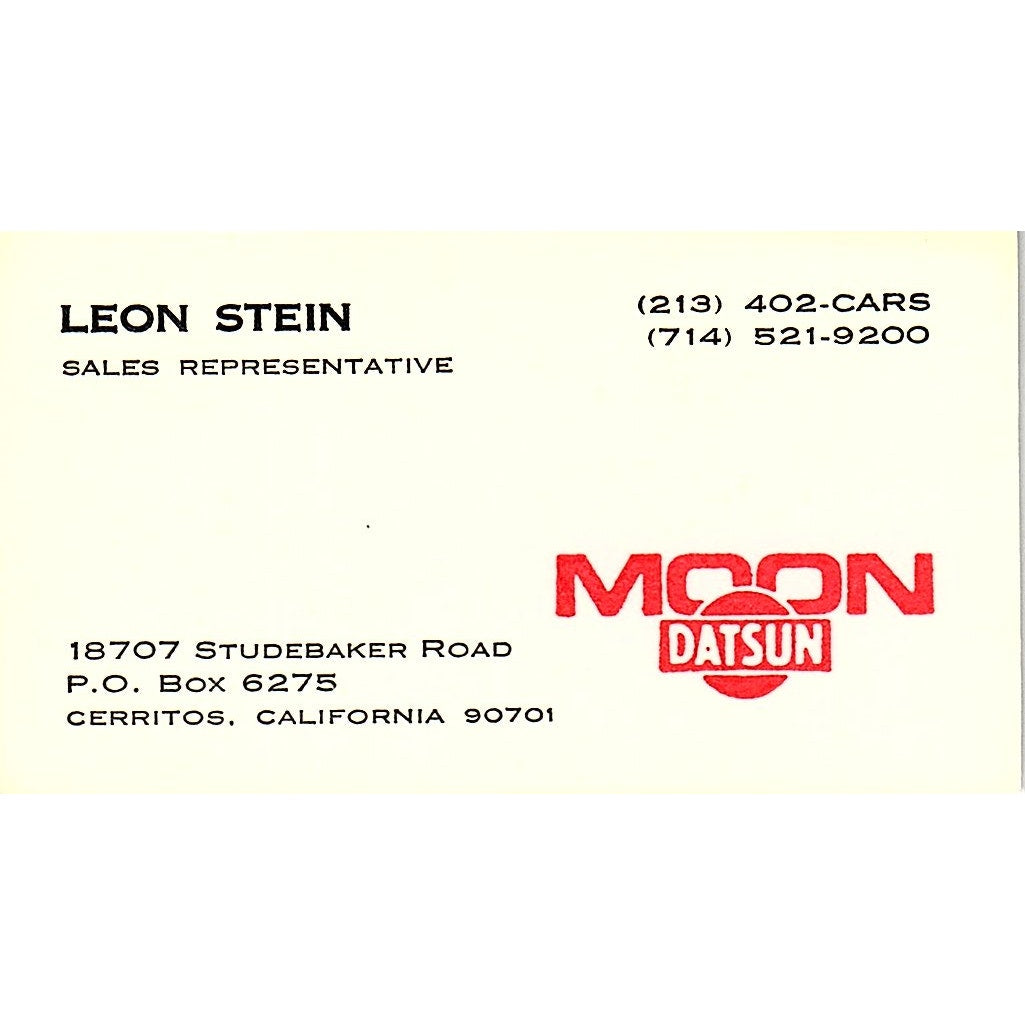 LEON STEIN
SALES REPRESENTATIVE
(213) 402-CARS
(714) 521-9200
MOON
DATSUN
18707 STUDEBAKER ROAD
P.O. BOX 6275
CERRITOS, CALIFORNIA 90701